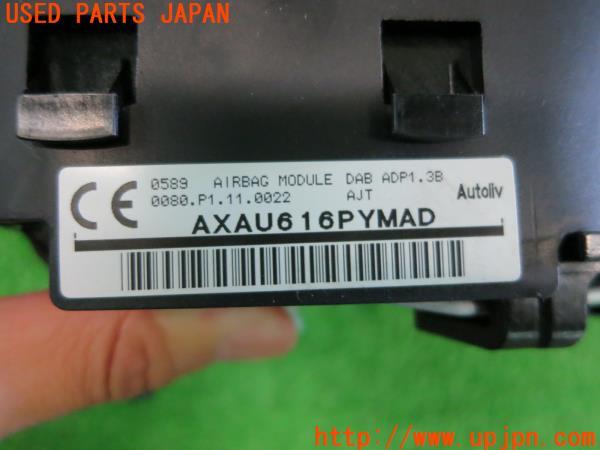 USED PARTS JAPAN
CE 0589 AIRBAG MODULE DAB ADP1.3B
0080.P1.11.0022 AJT Autoliv
AXAU616PYMAD
UPJ
http://www.upjpn.com/